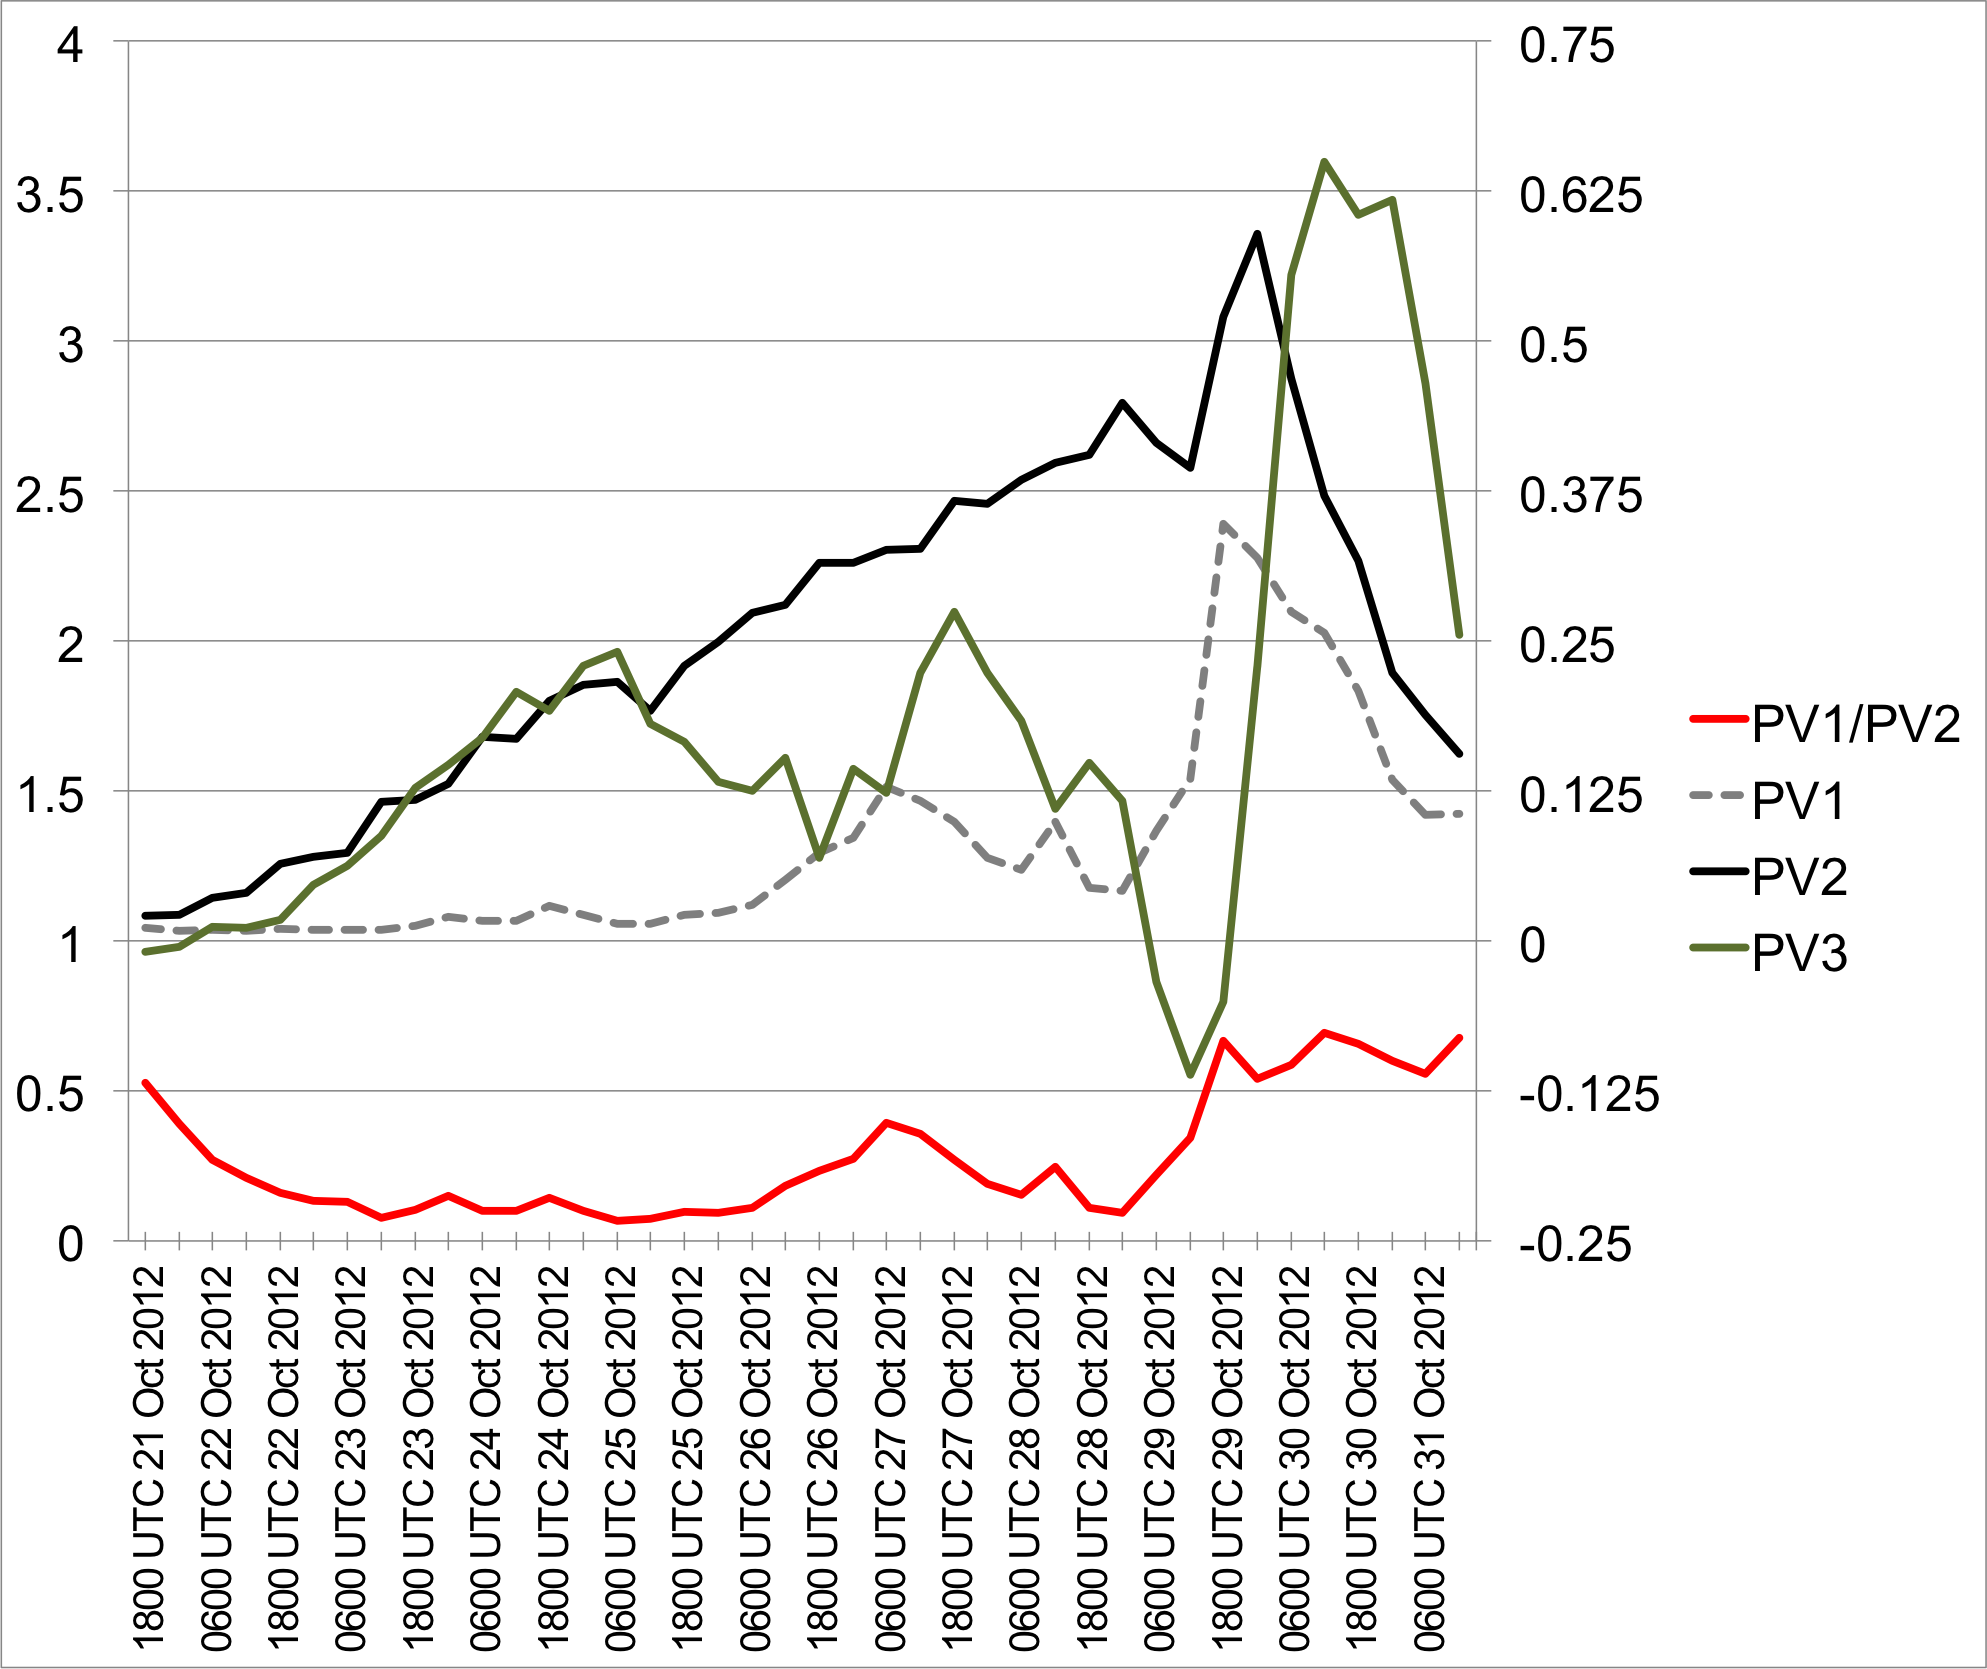 4
3.5
3
2.5
2
1.5
1
0.5
0
0.75
0.625
0.5
0.375
0.25
0.125
0
-0.125
-0.25
1800 UTC 21 Oct 2012
0600 UTC 22 Oct 2012
1800 UTC 22 Oct 2012
0600 UTC 23 Oct 2012
1800 UTC 23 Oct 2012
0600 UTC 24 Oct 2012
1800 UTC 24 Oct 2012
0600 UTC 25 Oct 2012
1800 UTC 25 Oct 2012
0600 UTC 26 Oct 2012
1800 UTC 26 Oct 2012
0600 UTC 27 Oct 2012
1800 UTC 27 Oct 2012
0600 UTC 28 Oct 2012
1800 UTC 28 Oct 2012
0600 UTC 29 Oct 2012
1800 UTC 29 Oct 2012
0600 UTC 30 Oct 2012
1800 UTC 30 Oct 2012
0600 UTC 31 Oct 2012
PV1/PV2
PV1
PV2
PV3